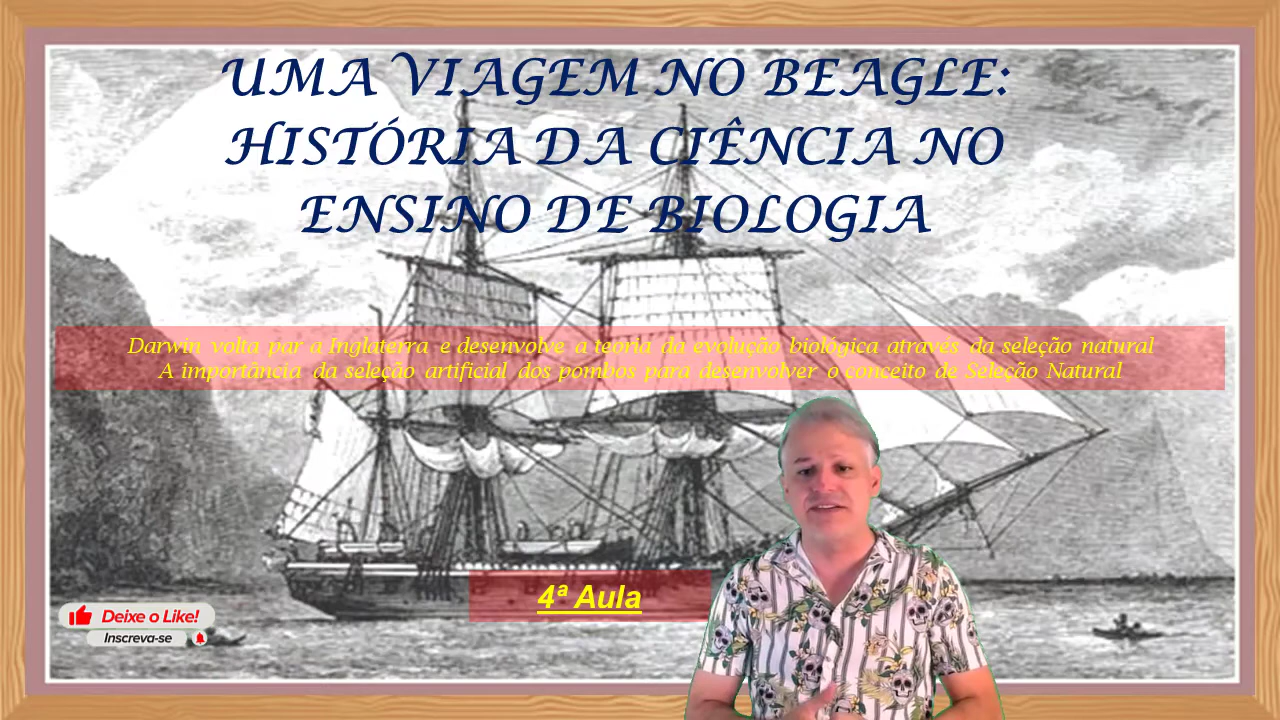 UMA VIAGEM NO BEAGLE:
HISTÓRIA DA CIÊNCIA NO
ENSINO DE BIOLOGIA
Darwin volta par a Inglaterra e desenvolve a teoria da evolução biológica atraves da seleção natural
A importância da seleção artificial dos pombos para desenvolver o conceito de Seleção Natural
4ª Aula
Deixe o Like!
Inscreva-se